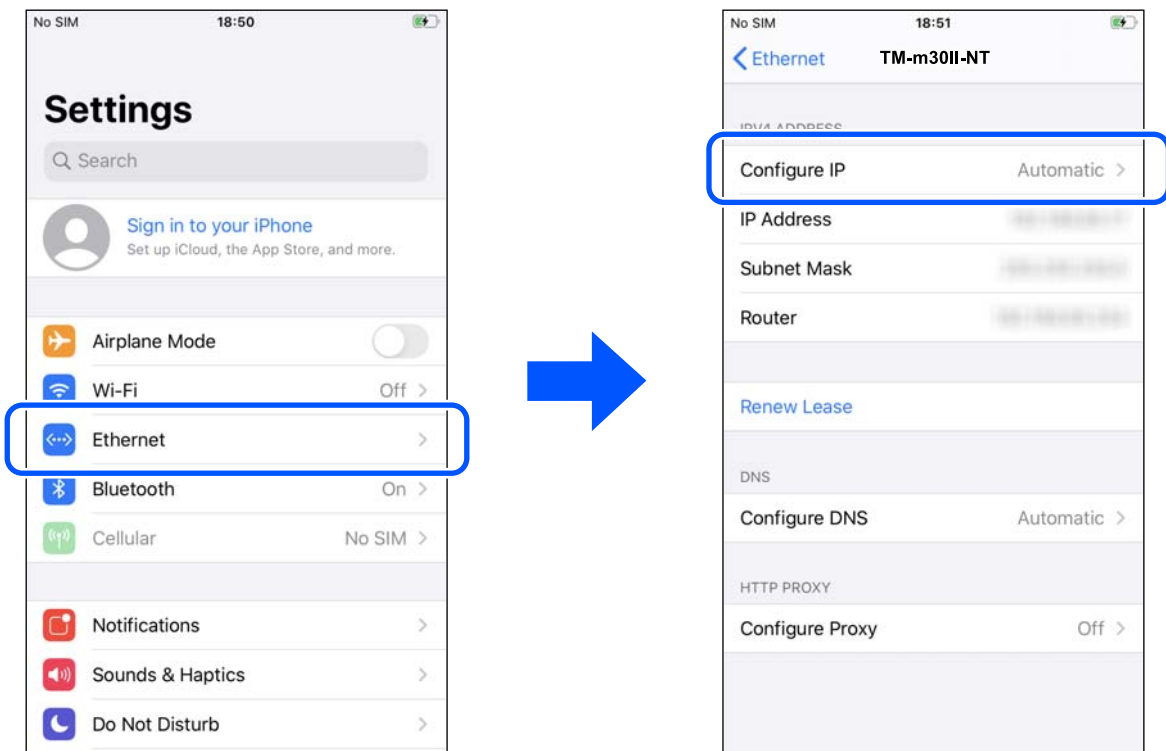 No SIM 18:50
Settings
Search
Sign in to your iPhone
Set up iCloud, the App Store, and more.
Airplane Mode
Wi-Fi Off
Ethernet
Bluetooth On
Cellular No SIM
Notifications
Sounds & Haptics
Do Not Disturb
No SIM 18:51
Ethernet TM-m30II-NT
IPV4 ADDRESS
Configure IP Automatic
IP Address
Subnet Mask
Router
Renew Lease
DNS
Configure DNS Automatic
HTTP PROXY
Configure Proxy Off